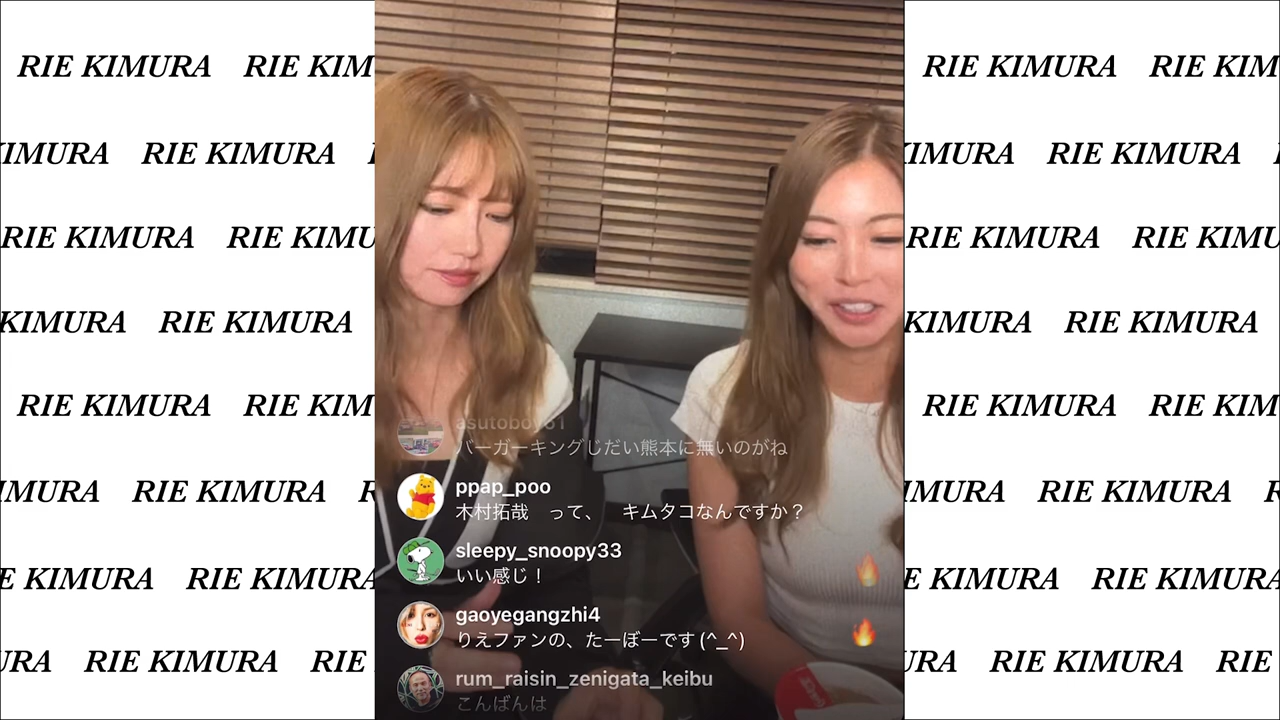 RIE KIMURA RIE KIM
IMURA RIE KIMURA
RIE KIMURA RIE KIMU
KIMURA RIE KIMURA
RIE KIMURA RIE KIM
IMURA RIE KIMURA R
E KIMURA RIE KIMURA
URA RIE KIMURA RIE
asutoboy61
バーガーキングじだい熊本に無いのがね
ppap_poo
木村拓哉 って、 キムタコなんですか？
sleepy_snoopy33
いい感じ！
gaoyegangzhi4
りえファンの、たーぼーです(^_^)
rum_raisin_zenigata_keibu
こんばんは
RIE KIMURA RIE KIM
IMURA RIE KIMURA
RIE KIMURA RIE KIMU
KIMURA RIE KIMURA
RIE KIMURA RIE KIM
IMURA RIE KIMURA R
E KIMURA RIE KIMURA
URA RIE KIMURA RIE